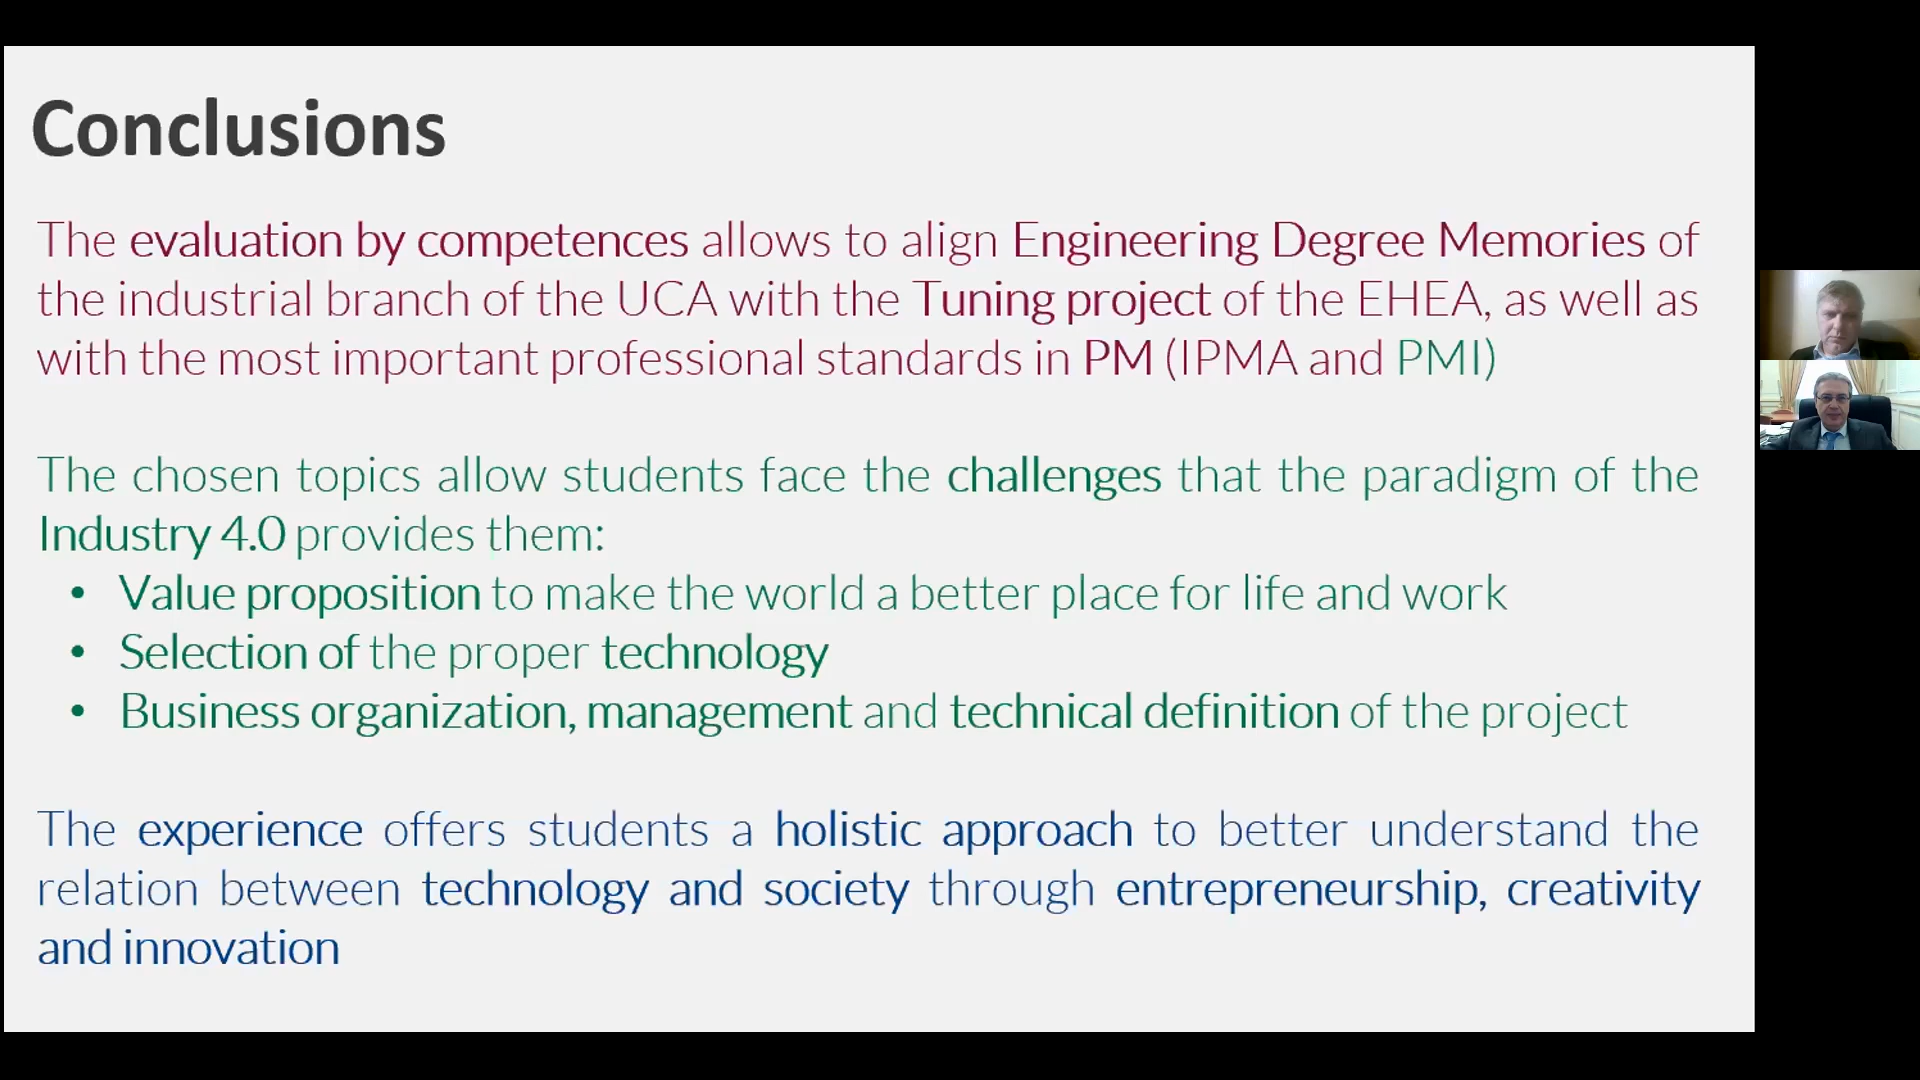 Conclusions
The evaluation by competences allows to align Engineering Degree Memories of
the industrial branch of the UCA with the Tuning project of the EHEA, as well as
with the most important professional standards in PM (IPMA and PMI)
The chosen topics allow students face the challenges that the paradigm of the
Industry 4.0 provides them:
• Value proposition to make the world a better place for life and work
• Selection of the proper technology
• Business organization, management and technical definition of the project
The experience offers students a holistic approach to better understand the
relation between technology and society through entrepreneurship, creativity
and innovation